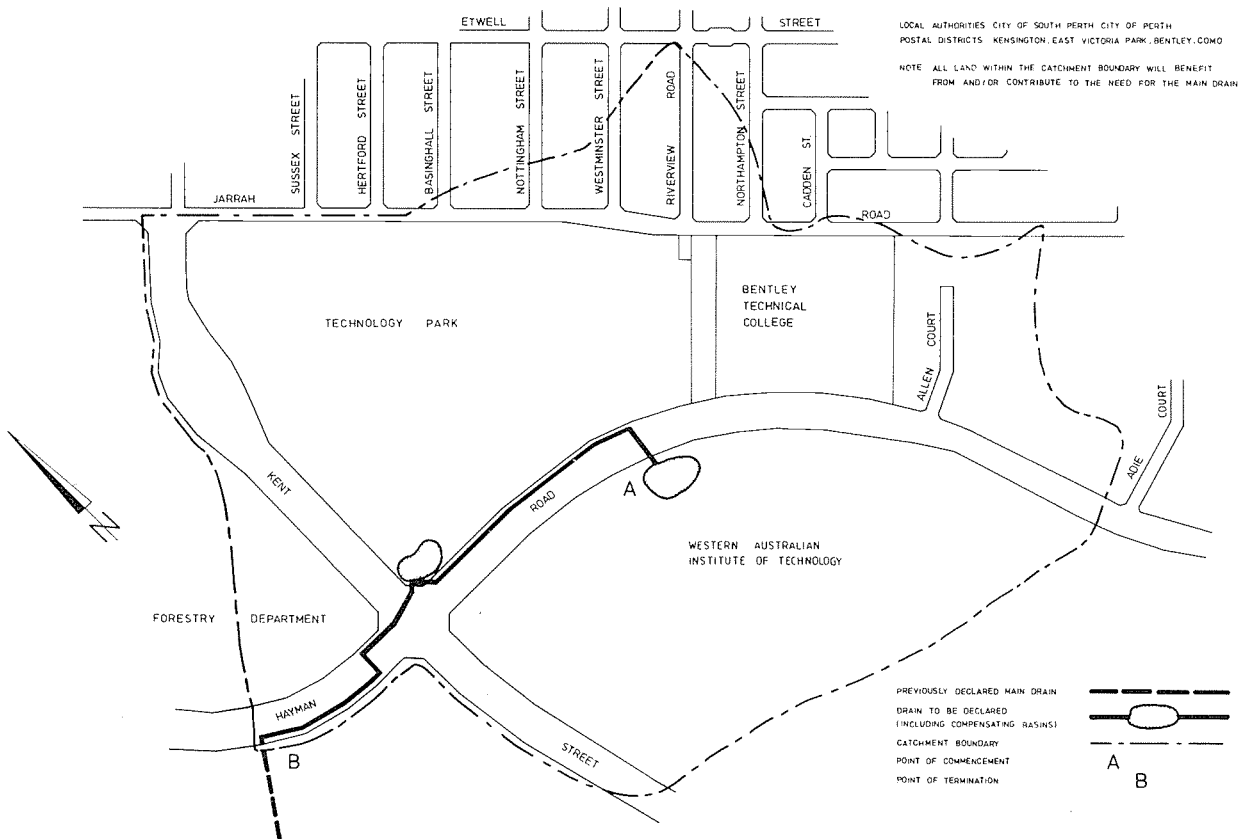 ETWELL STREET
LOCAL AUTHORITIES CITY OF SOUTH PERTH CITY OF PERTH
POSTAL DISTRICTS KENSINGTON, EAST VICTORIA PARK, BENTLEY, COMO
NOTE ALL LAND WITHIN THE CATCHMENT BOUNDARY WILL BENEFIT
FROM AND/OR CONTRIBUTE TO THE NEED FOR THE MAIN DRAIN
SUSSEX STREET
HERTFORD STREET
BASINGHALL STREET
NOTTINGHAM STREET
WESTMINSTER STREET
RIVERVIEW ROAD
NORTHAMPTON STREET
CADDEN ST.
JARRAH ROAD
TECHNOLOGY PARK
BENTLEY
TECHNICAL
COLLEGE
ALLEN COURT
ADIE COURT
KENT
ROAD
A
N
WESTERN AUSTRALIAN
INSTITUTE OF TECHNOLOGY
FORESTRY DEPARTMENT
HAYMAN
B
STREET
PREVIOUSLY DECLARED MAIN DRAIN
DRAIN TO BE DECLARED
(INCLUDING COMPENSATING BASINS)
CATCHMENT BOUNDARY
POINT OF COMMENCEMENT A
POINT OF TERMINATION B